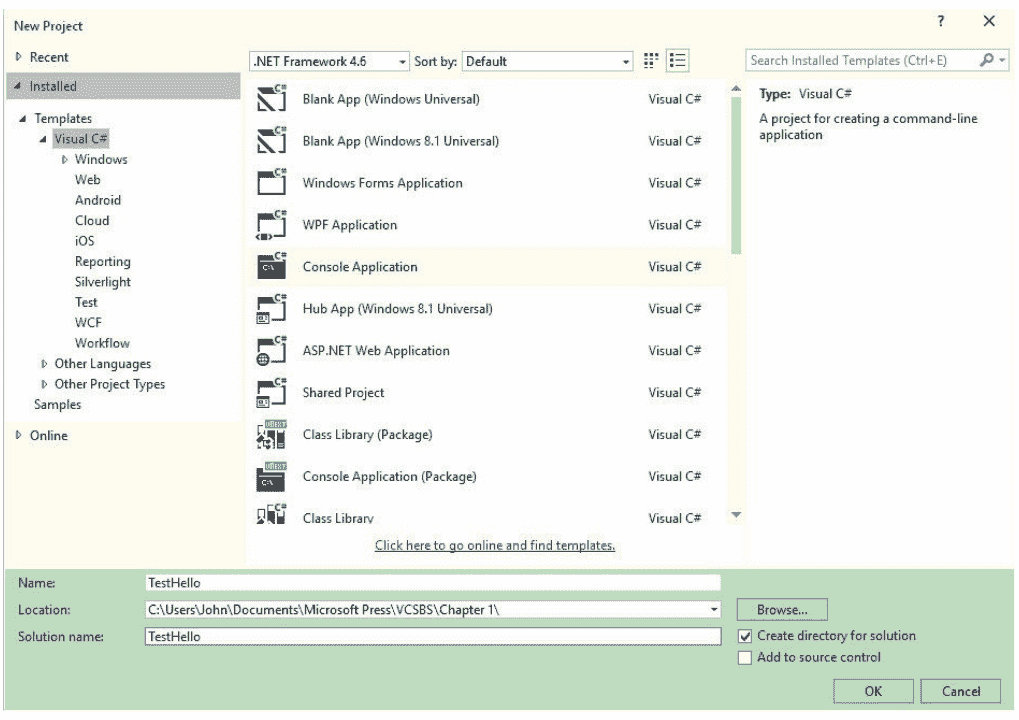 New Project
? ×
Recent
Installed
Templates
Visual C#
Windows
Web
Android
Cloud
iOS
Reporting
Silverlight
Test
WCF
Workflow
Other Languages
Other Project Types
Samples
Online
.NET Framework 4.6 Sort by: Default
Blank App (Windows Universal) Visual C#
Blank App (Windows 8.1 Universal) Visual C#
Windows Forms Application Visual C#
WPF Application Visual C#
Console Application Visual C#
Hub App (Windows 8.1 Universal) Visual C#
ASP.NET Web Application Visual C#
Shared Project Visual C#
Class Library (Package) Visual C#
Console Application (Package) Visual C#
Class Library Visual C#
Click here to go online and find templates.
Search Installed Templates (Ctrl+E)
Type: Visual C#
A project for creating a command-line
application
Name: TestHello
Location: C:\Users\John\Documents\Microsoft Press\VCSBS\Chapter 1\ Browse...
Solution name: TestHello
Create directory for solution
Add to source control
OK Cancel